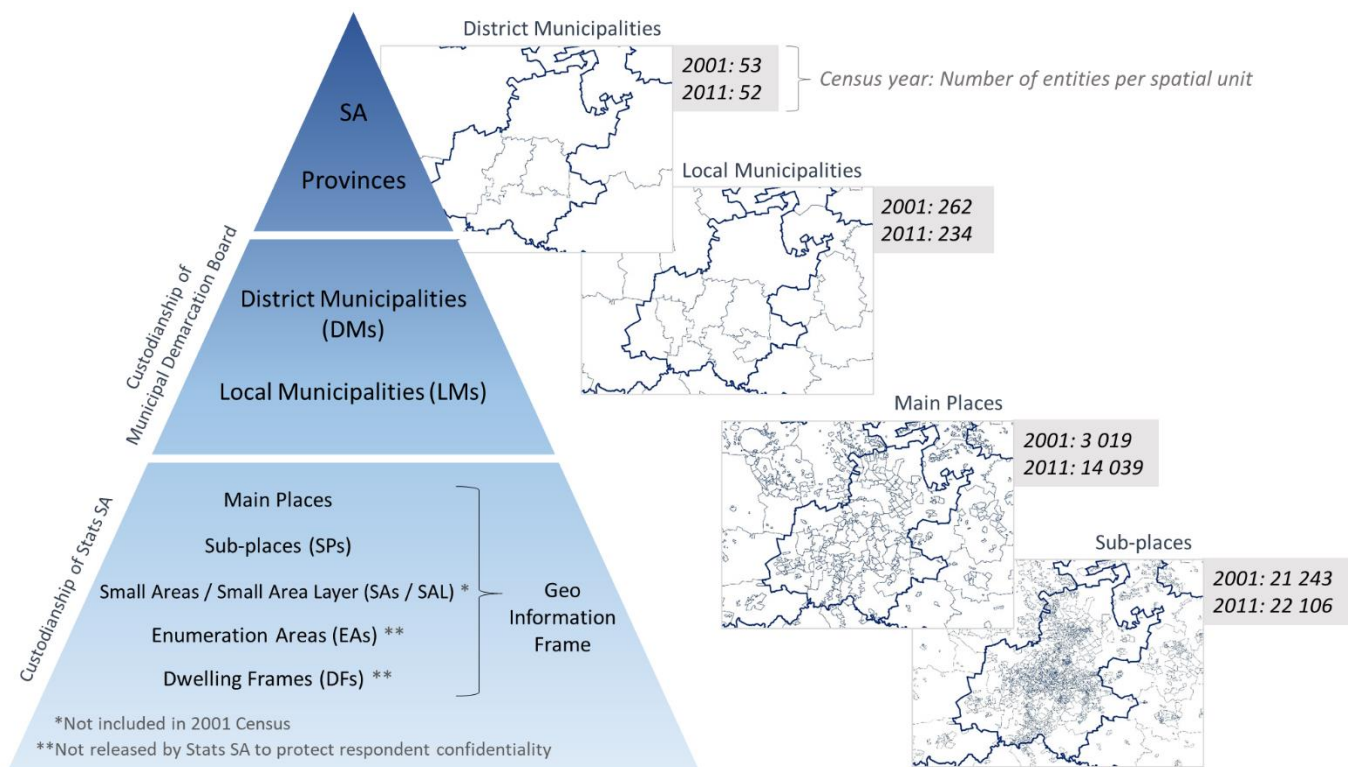 SA
Provinces
District Municipalities
(DMs)
Local Municipalities (LMs)
Main Places
Sub-places (SPs)
Small Areas / Small Area Layer (SAs / SAL) *
Enumeration Areas (EAs) **
Dwelling Frames (DFs) **
Geo
Information
Frame
*Not included in 2001 Census
**Not released by Stats SA to protect respondent confidentiality
Custodianship of
Municipal Demarcation Board
Custodianship of Stats SA
District Municipalities
2001: 53
2011: 52
Census year: Number of entities per spatial unit
Local Municipalities
2001: 262
2011: 234
Main Places
2001: 3 019
2011: 14 039
Sub-places
2001: 21 243
2011: 22 106